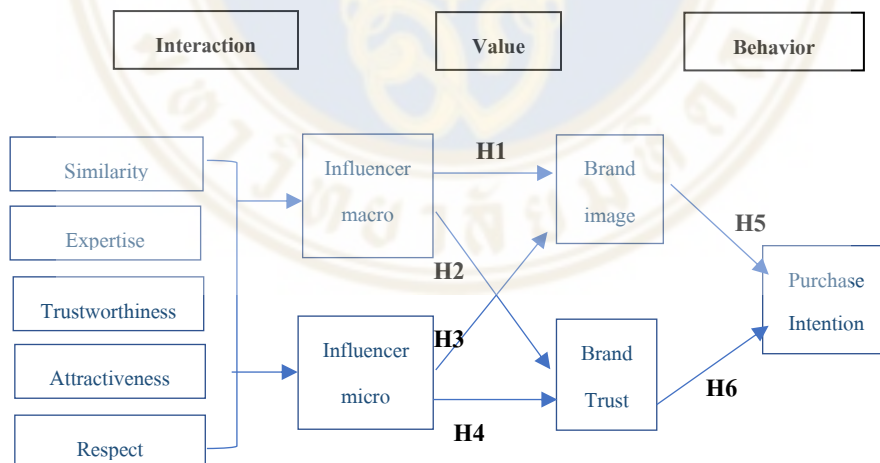 Interaction
Value
Behavior
Similarity
Expertise
Trustworthiness
Attractiveness
Respect
Influencer
macro
Influencer
micro
H1
H2
H3
H4
Brand
image
Brand
Trust
H5
H6
Purchase
Intention